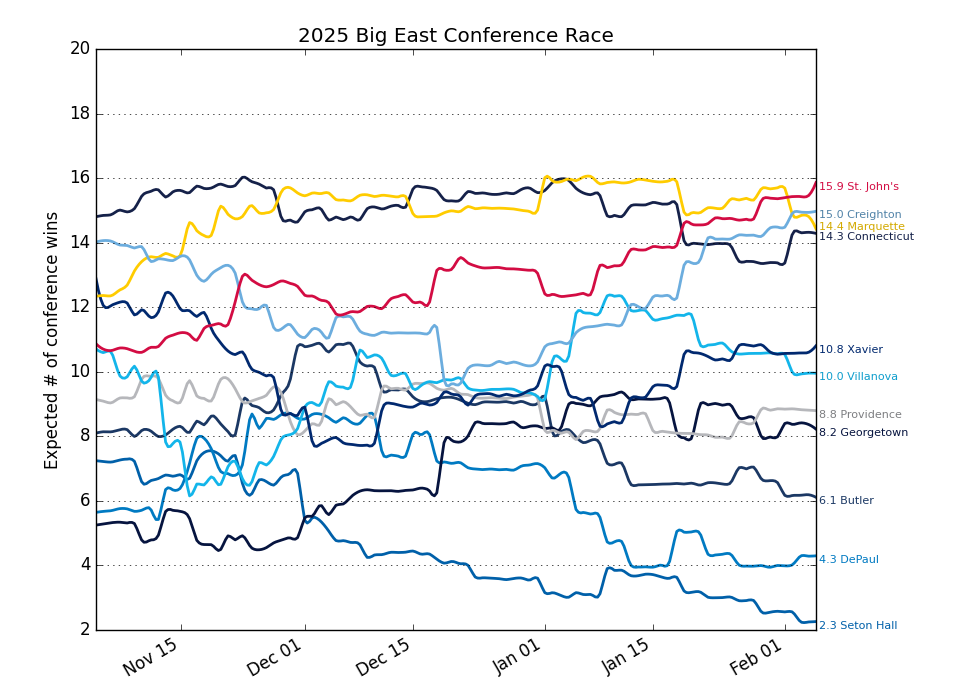 2025 Big East Conference Race
Expected # of conference wins
20
18
16
14
12
10
8
6
4
2
15.9 St. John's
15.0 Creighton
14.4 Marquette
14.3 Connecticut
10.8 Xavier
10.0 Villanova
8.8 Providence
8.2 Georgetown
6.1 Butler
4.3 DePaul
2.3 Seton Hall
Nov 15
Dec 01
Dec 15
Jan 01
Jan 15
Feb 01